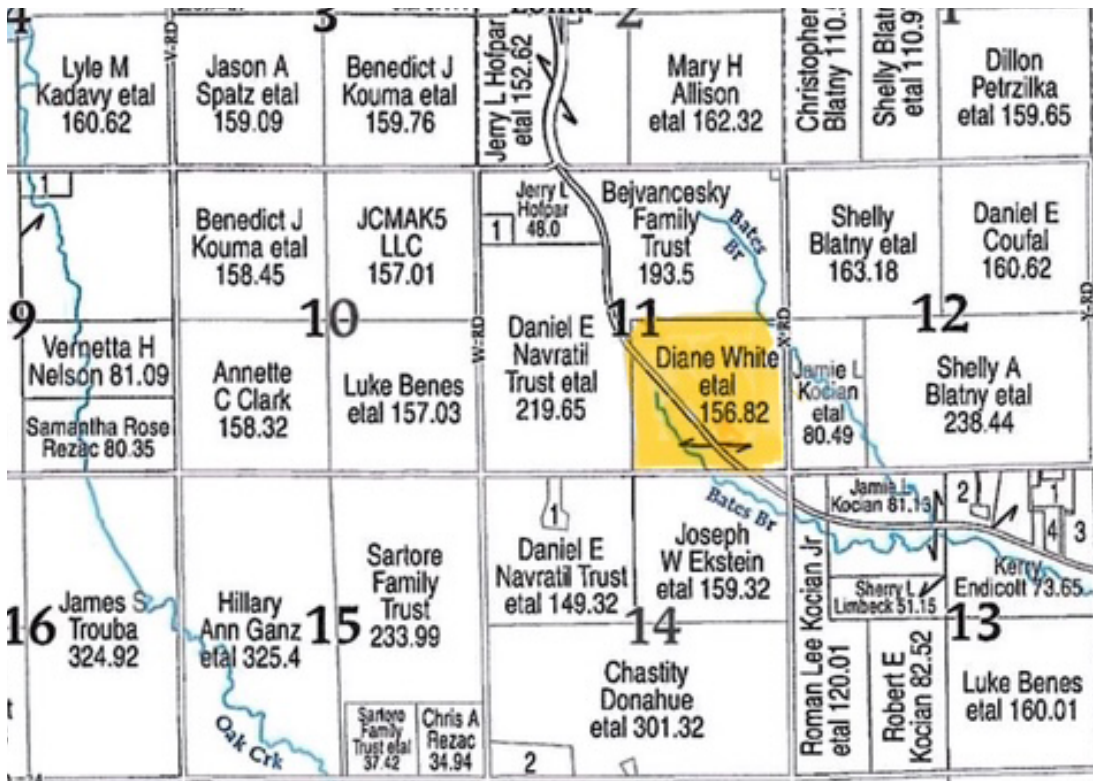 4
3
2
1
Lyle M
Kadavy etal
160.62
V-RD
Jason A
Spatz etal
159.09
Benedict J
Kouma etal
159.76
Jerry L Hofpar
etal 152.62
Mary H
Allison
etal 162.32
Christopher
Blatny 110.
Shelly Blatn
etal 110.9
Dillon
Petrzilka
etal 159.65
1
Benedict J
Kouma etal
158.45
JCMAK5
LLC
157.01
1
Jerry L
Hofpar
48.0
Bejvancesky
Family
Trust
193.5
Bates
Br
Shelly
Blatny etal
163.18
Daniel E
Coufal
160.62
9
10
11
12
W-RD
X-RD
Y-RD
Vernetta H
Nelson 81.09
Samantha Rose
Rezac 80.35
Annette
C Clark
158.32
Luke Benes
etal 157.03
Daniel E
Navratil
Trust etal
219.65
Diane White
etal
156.82
Jamie L
Kocian
etal
80.49
Shelly A
Blatny etal
238.44
Bates Br
1
Daniel E
Navratil Trust
etal 149.32
Joseph
W Ekstein
etal 159.32
Jamie L
Kocian 81.13
2
1
4
3
Kerry
Endicott 73.65
Sherry L
Limbeck 51.15
16
15
14
13
James S
Trouba
324.92
Hillary
Ann Ganz
etal 325.4
Sartore
Family
Trust
233.99
Chastity
Donahue
etal 301.32
Roman Lee Kocian Jr
etal 120.01
Robert E
Kocian 82.52
Luke Benes
etal 160.01
Oak Crk
Sartore
Family
Trust etal
37.42
Chris A
Rezac
34.94
2